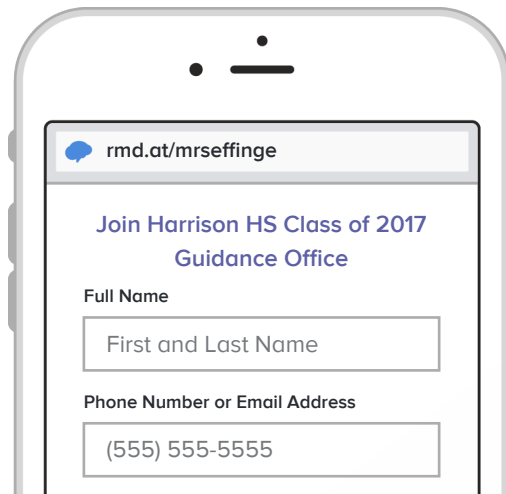 rmd.at/mrseffinge
Join Harrison HS Class of 2017
Guidance Office
Full Name
First and Last Name
Phone Number or Email Address
(555) 555-5555